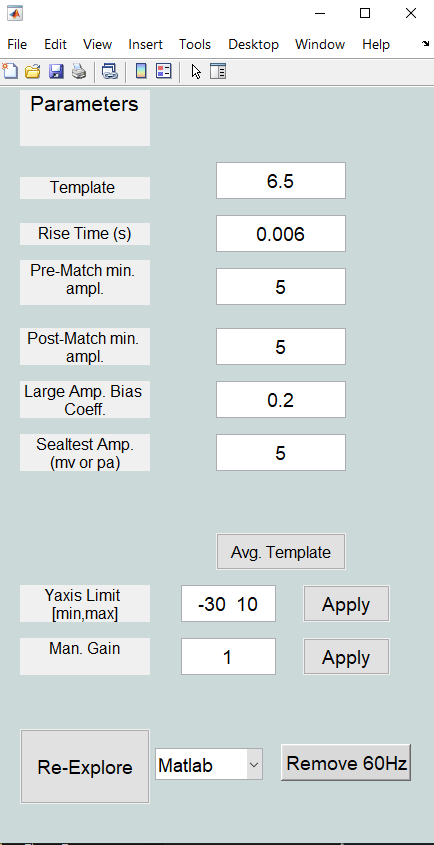 File Edit View Insert Tools Desktop Window Help
Parameters
Template
6.5
Rise Time (s)
0.006
Pre-Match min.
ampl.
5
Post-Match min.
ampl.
5
Large Amp. Bias
Coeff.
0.2
Sealtest Amp.
(mv or pa)
5
Avg. Template
Yaxis Limit
[min,max]
-30 10
Apply
Man. Gain
1
Apply
Re-Explore
Matlab
Remove 60Hz